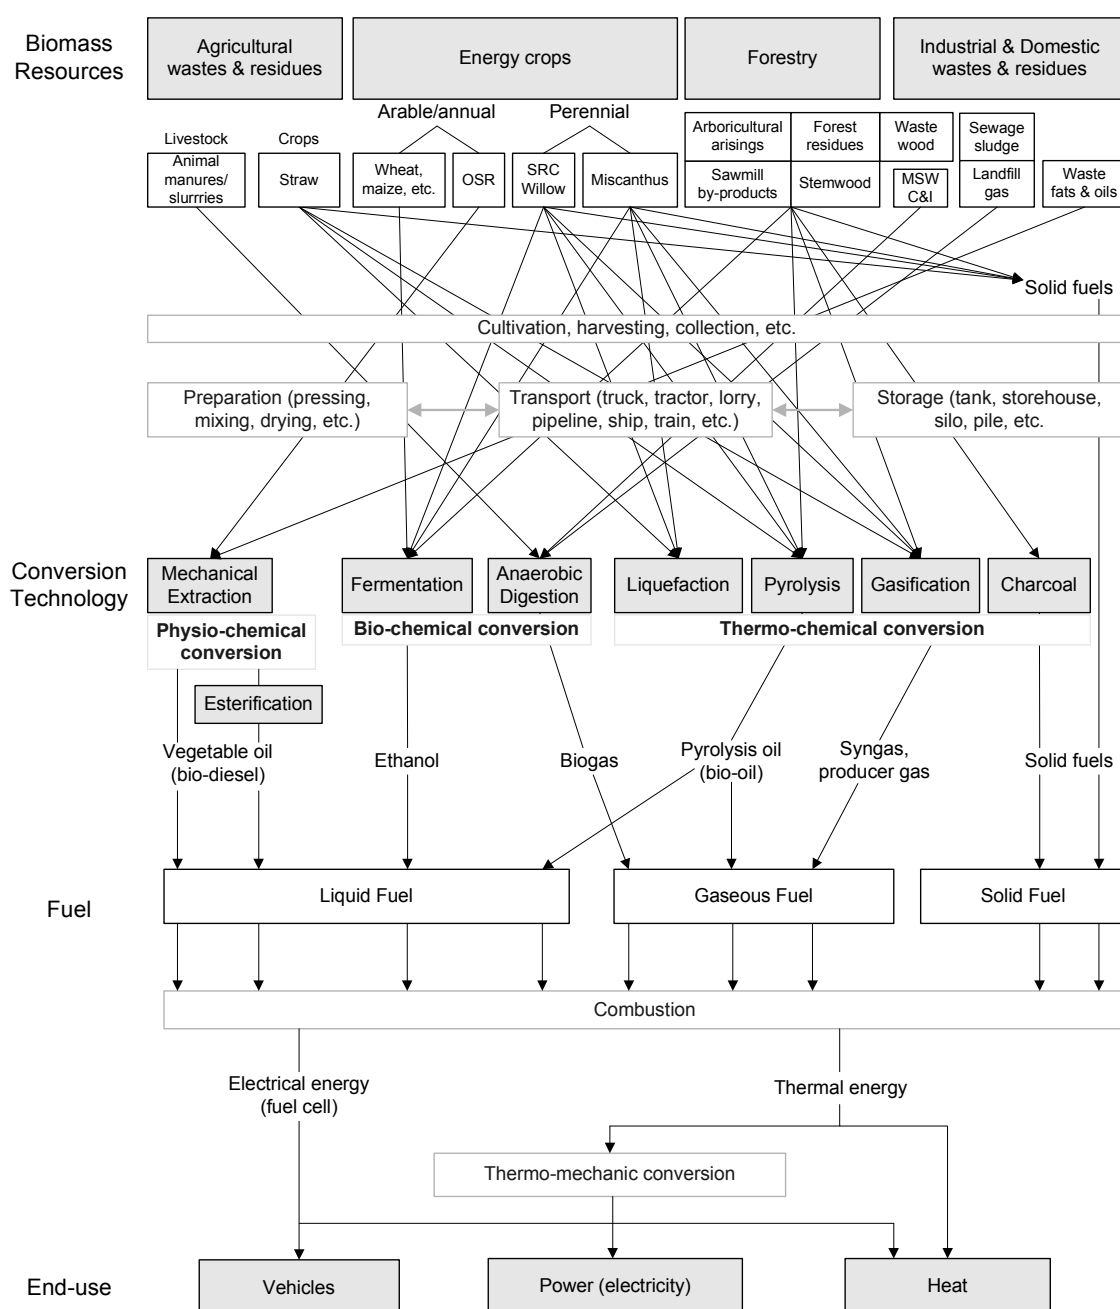 Biomass
Resources
Agricultural
wastes & residues
Energy crops
Forestry
Industrial & Domestic
wastes & residues
Arable/annual
Perennial
Livestock
Crops
Animal
manures/
slurrries
Straw
Wheat,
maize, etc.
OSR
SRC
Willow
Miscanthus
Arboricultural
arisings
Forest
residues
Waste
wood
Sewage
sludge
Sawmill
by-products
Stemwood
MSW
C&I
Landfill
gas
Waste
fats & oils
Solid fuels
Cultivation, harvesting, collection, etc.
Preparation (pressing,
mixing, drying, etc.)
Transport (truck, tractor, lorry,
pipeline, ship, train, etc.)
Storage (tank, storehouse,
silo, pile, etc.
Conversion
Technology
Mechanical
Extraction
Fermentation
Anaerobic
Digestion
Liquefaction
Pyrolysis
Gasification
Charcoal
Physio-chemical
conversion
Bio-chemical conversion
Thermo-chemical conversion
Esterification
Vegetable oil
(bio-diesel)
Ethanol
Biogas
Pyrolysis oil
(bio-oil)
Syngas,
producer gas
Solid fuels
Fuel
Liquid Fuel
Gaseous Fuel
Solid Fuel
Combustion
Electrical energy
(fuel cell)
Thermal energy
Thermo-mechanic conversion
End-use
Vehicles
Power (electricity)
Heat